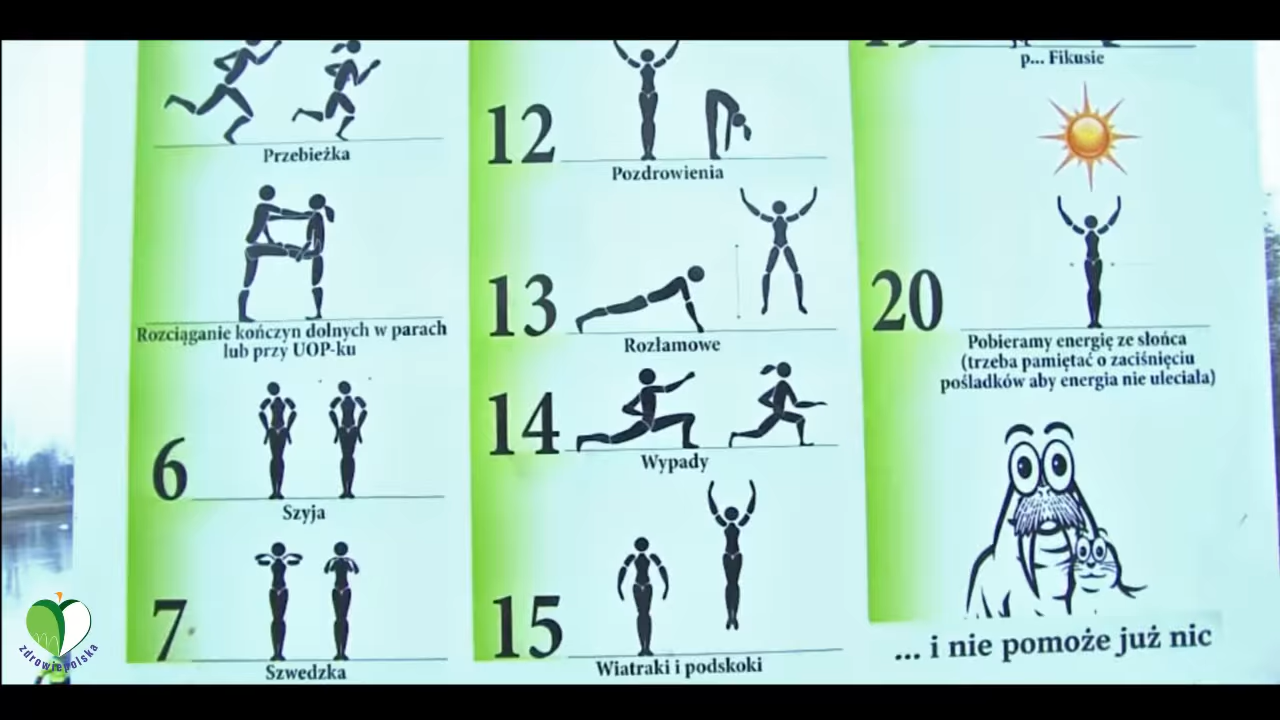 Przebieżka
Rozciąganie kończyn dolnych w parach
lub przy UOP-ku
6
Szyja
7
Szwedzka
12
Pozdrowienia
13
Rozłamowe
14
Wypady
15
Wiatraki i podskoki
p... Fikusie
20
Pobieramy energię ze słońca
(trzeba pamiętać o zaciśnięciu
pośladków aby energia nie uleciała)
... i nie pomoże już nic
zdrowiepolska